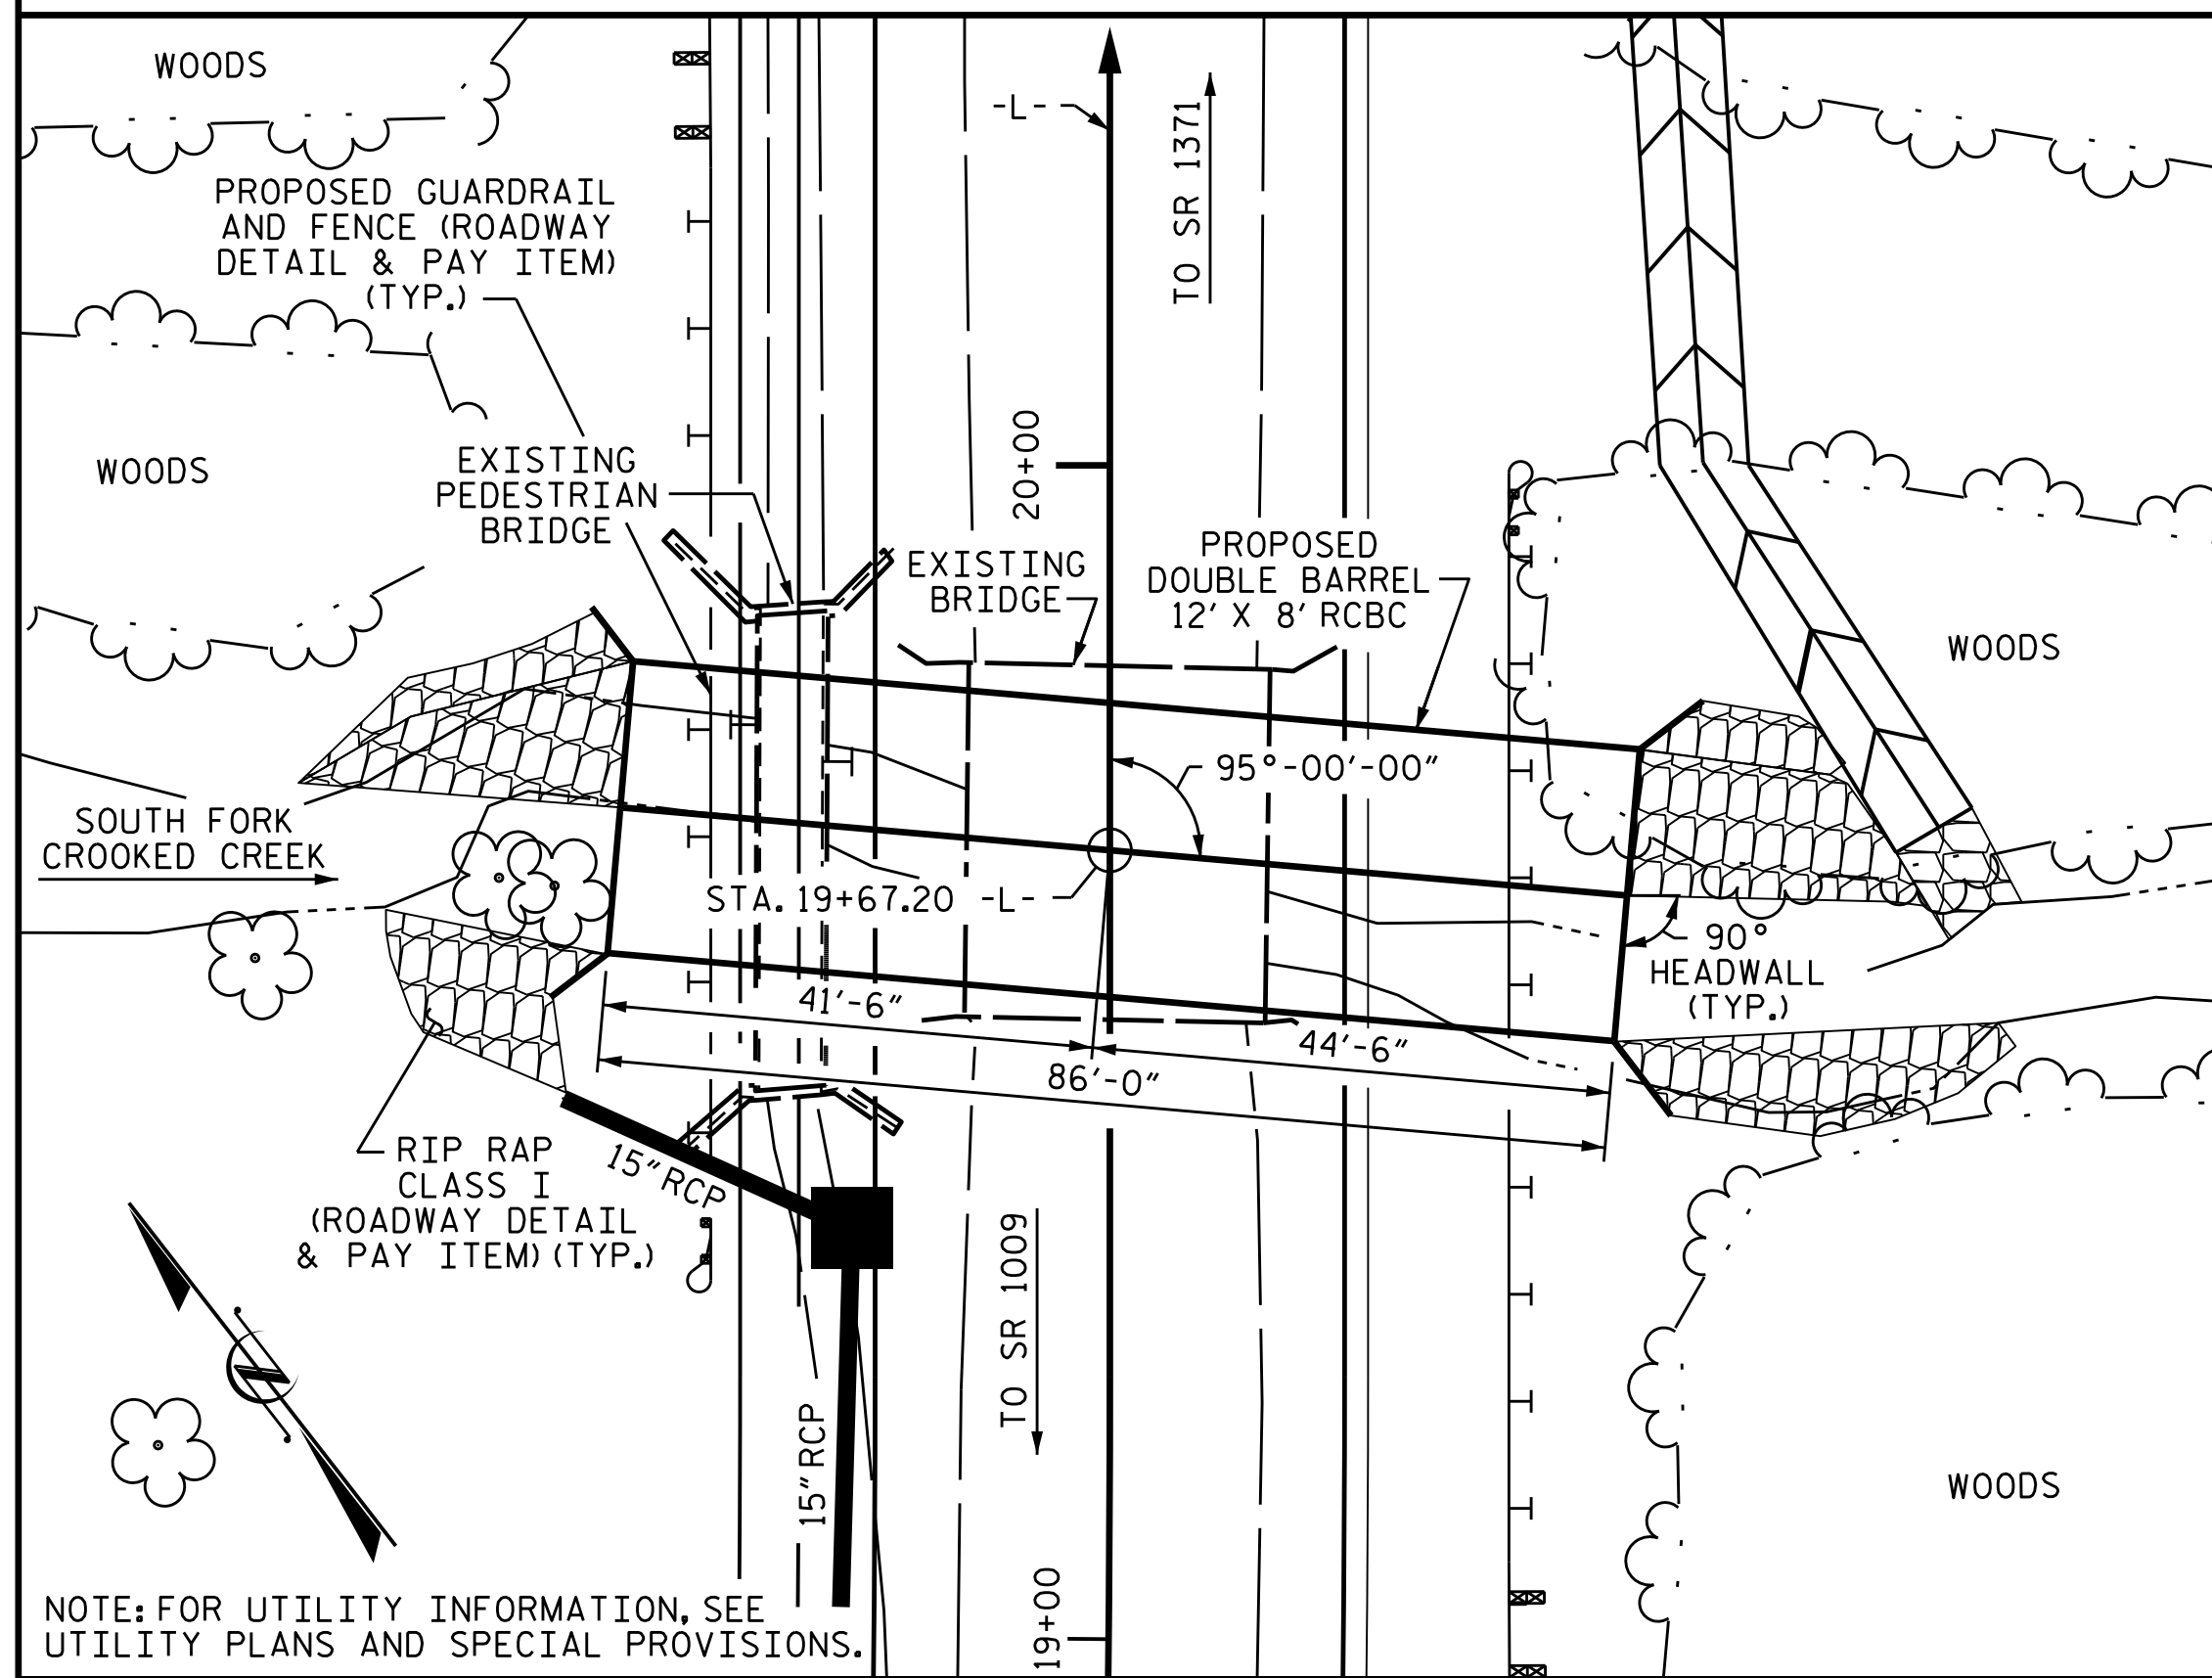 WOODS
PROPOSED GUARDRAIL
AND FENCE (ROADWAY
DETAIL & PAY ITEM)
(TYP.)
-L-
TO SR 1371
WOODS
EXISTING
PEDESTRIAN
BRIDGE
20+00
EXISTING
BRIDGE
PROPOSED
DOUBLE BARREL
12' X 8' RCBC
WOODS
95°-00'-00"
SOUTH FORK
CROOKED CREEK
STA. 19+67.20 -L-
90°
HEADWALL
(TYP.)
41'-6"
44'-6"
86'-0"
RIP RAP
CLASS I
(ROADWAY DETAIL
& PAY ITEM) (TYP.)
15" RCP
TO SR 1009
N
15" RCP
WOODS
19+00
NOTE: FOR UTILITY INFORMATION, SEE
UTILITY PLANS AND SPECIAL PROVISIONS.